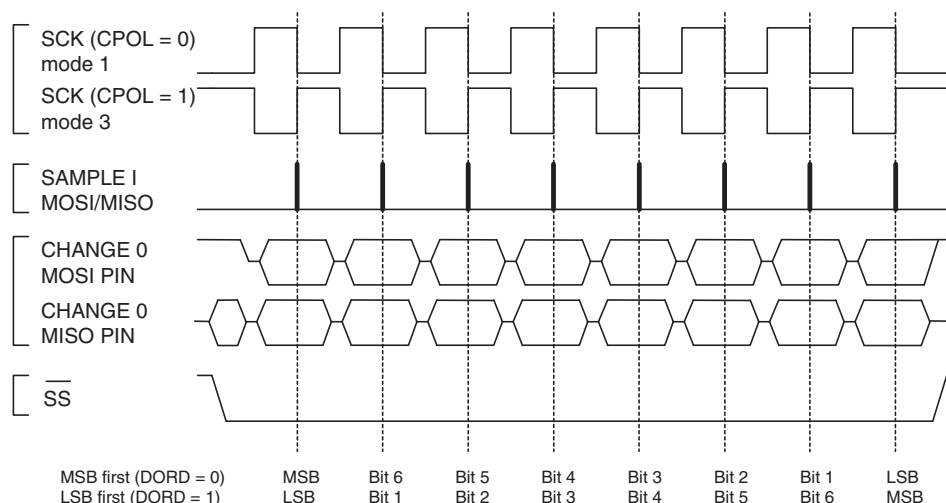 SCK (CPOL = 0)
mode 1
SCK (CPOL = 1)
mode 3
SAMPLE I
MOSI/MISO
CHANGE 0
MOSI PIN
CHANGE 0
MISO PIN
SS
MSB first (DORD = 0) MSB Bit 6 Bit 5 Bit 4 Bit 3 Bit 2 Bit 1 LSB
LSB first (DORD = 1) LSB Bit 1 Bit 2 Bit 3 Bit 4 Bit 5 Bit 6 MSB